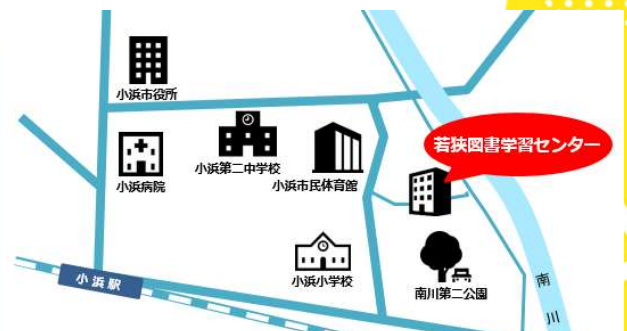 小浜市役所
若狭図書学習センター
小浜第二中学校
小浜病院
小浜市民体育館
小浜駅
小浜小学校
南川第二公園
南川